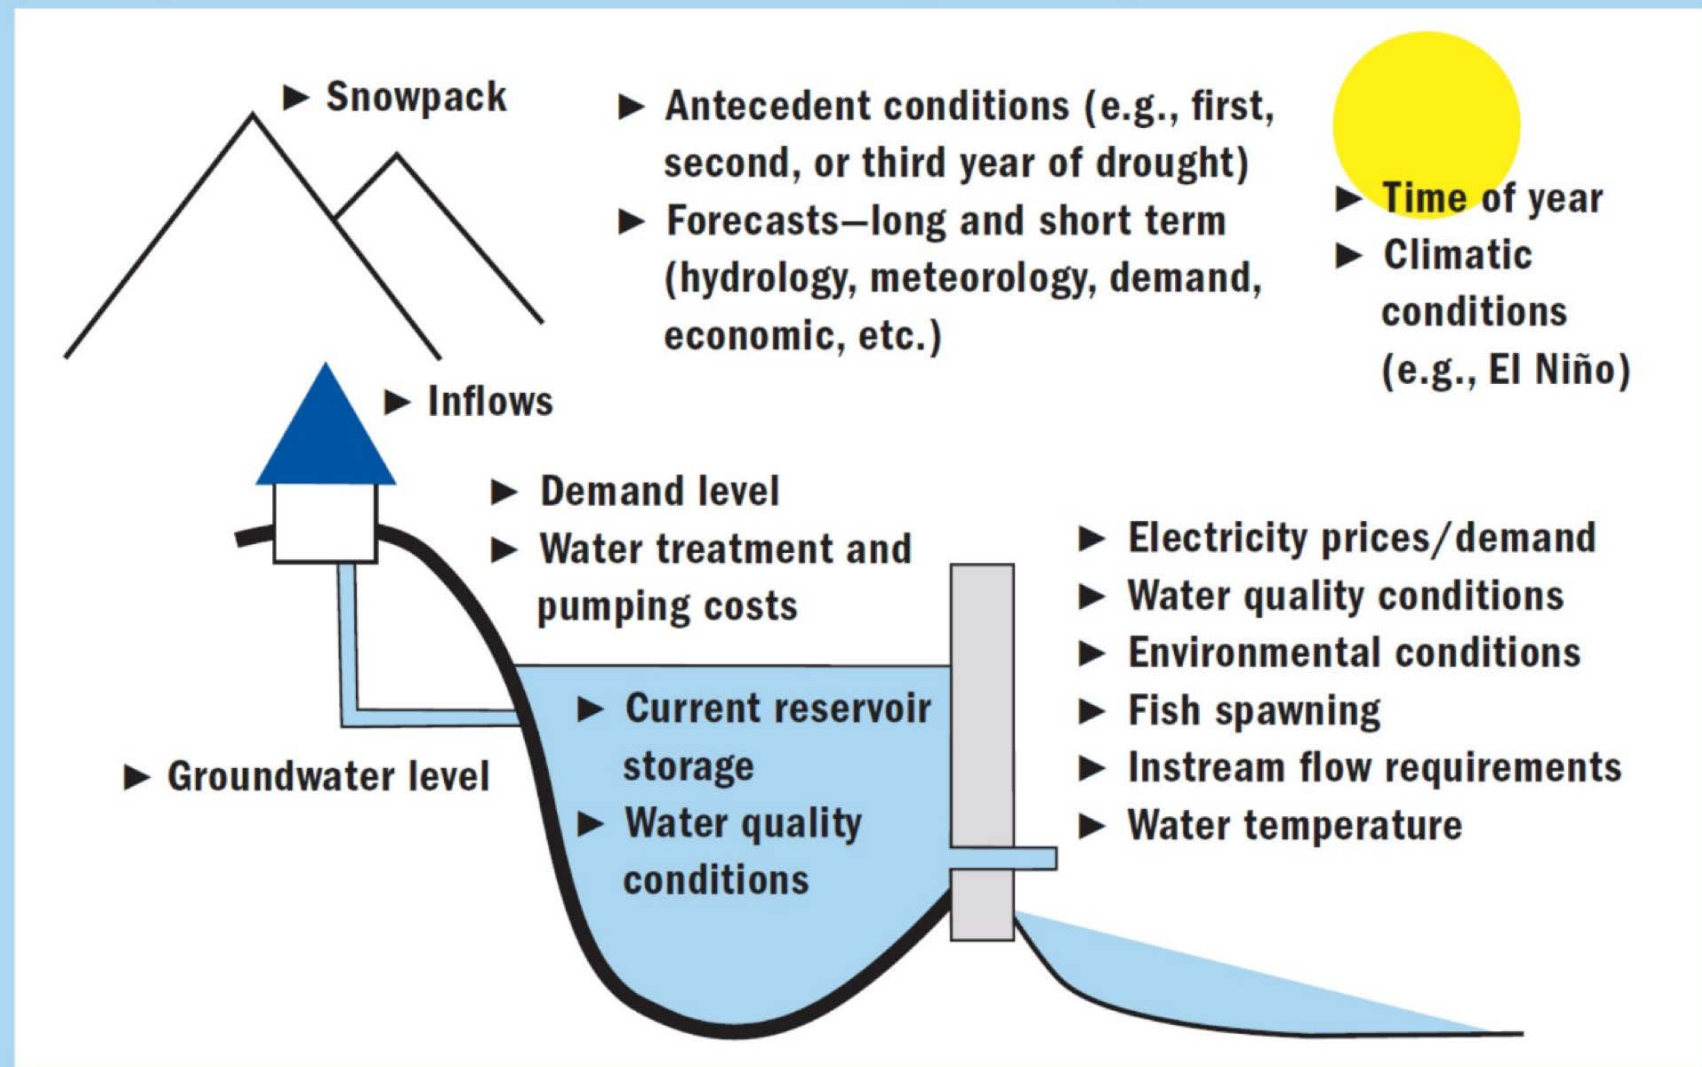 ► Snowpack
► Antecedent conditions (e.g., first,
second, or third year of drought)
► Forecasts—long and short term
(hydrology, meteorology, demand,
economic, etc.)
► Time of year
► Climatic
conditions
(e.g., El Niño)
► Inflows
► Demand level
► Water treatment and
pumping costs
► Electricity prices/demand
► Water quality conditions
► Environmental conditions
► Fish spawning
► Instream flow requirements
► Water temperature
► Current reservoir
storage
► Water quality
conditions
► Groundwater level